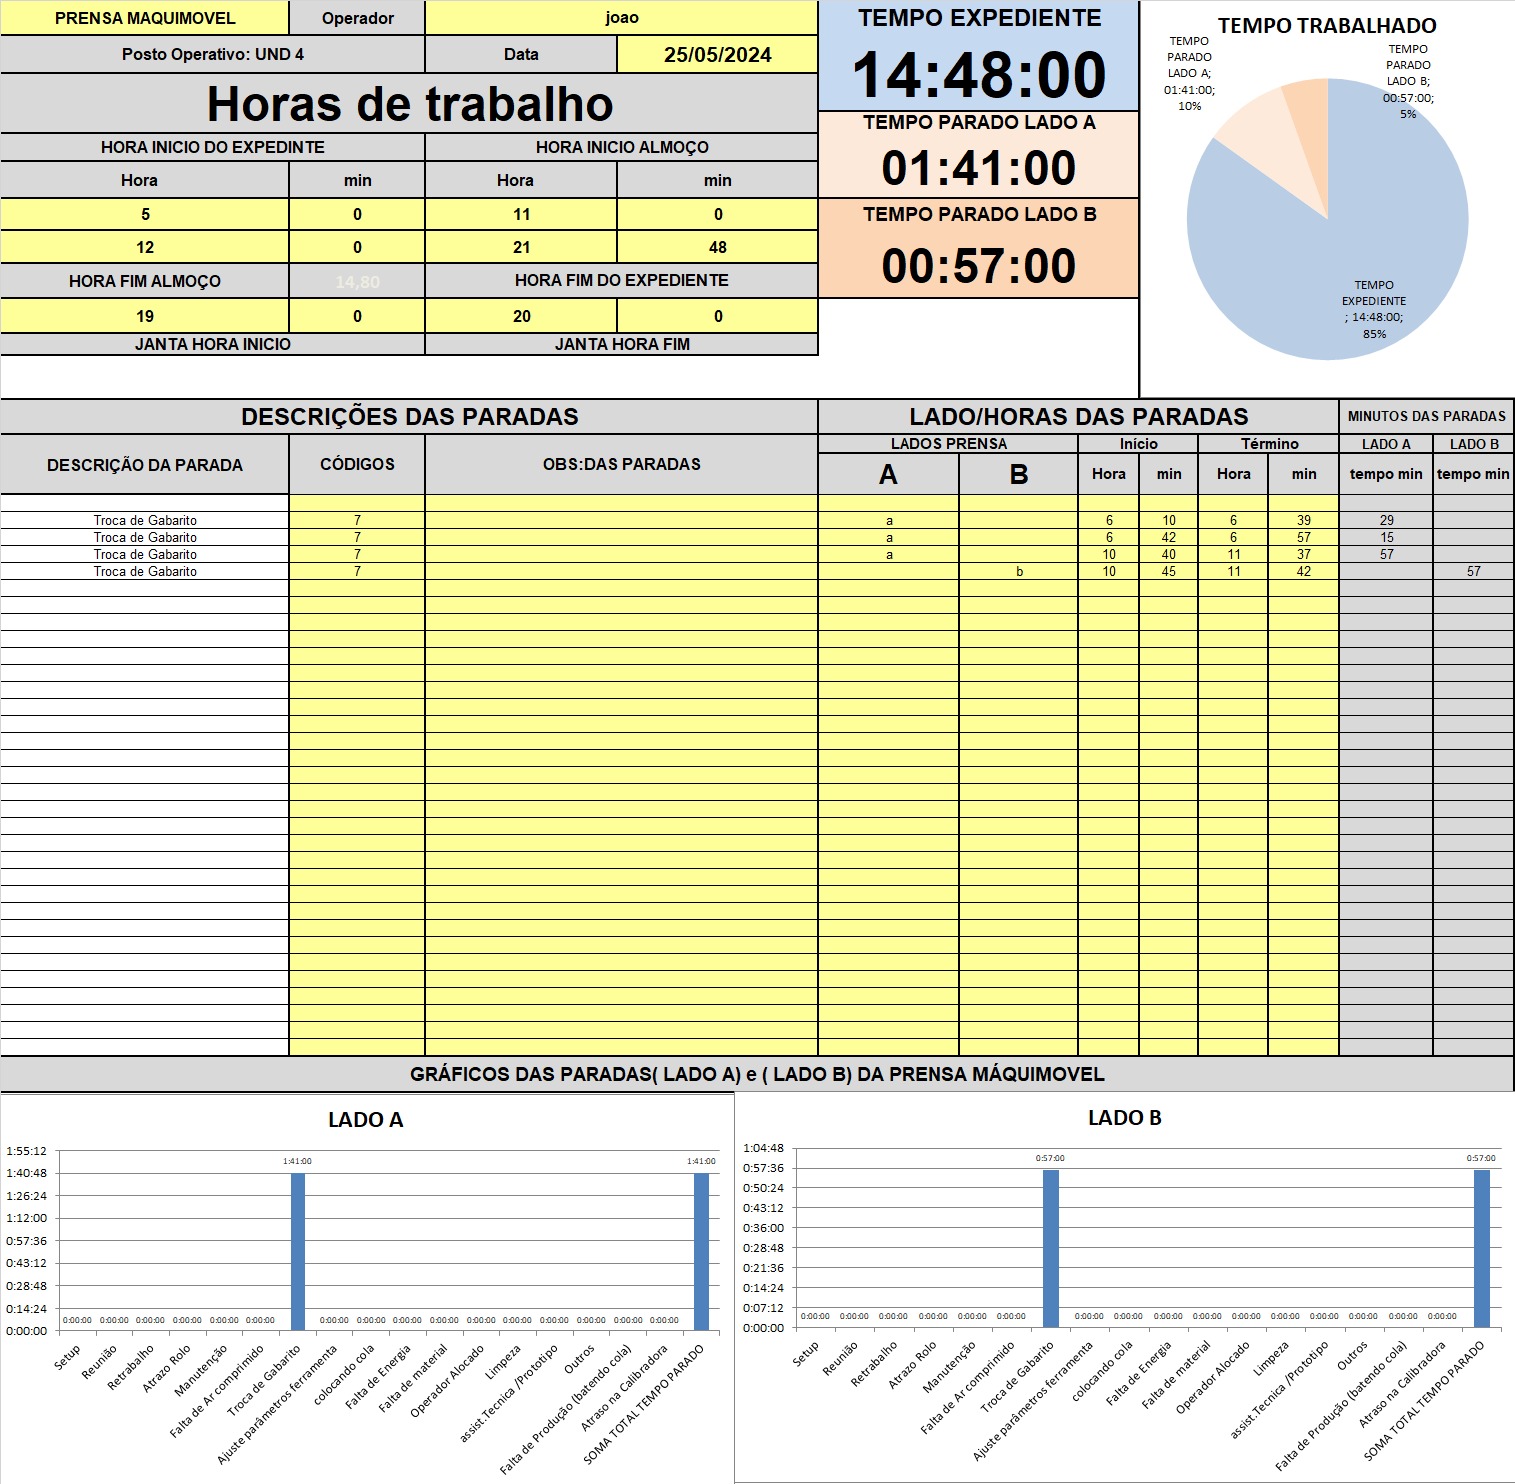 PRENSA MAQUIMOVEL Operador joao
Posto Operativo: UND 4 Data 25/05/2024
Horas de trabalho
HORA INICIO DO EXPEDINTE HORA INICIO ALMOÇO
Hora min Hora min
5 0 11 0
12 0 21 48
HORA FIM ALMOÇO 14,80 HORA FIM DO EXPEDIENTE
19 0 20 0
JANTA HORA INICIO JANTA HORA FIM
TEMPO EXPEDIENTE
14:48:00
TEMPO PARADO LADO A
01:41:00
TEMPO PARADO LADO B
00:57:00
TEMPO TRABALHADO
TEMPO
PARADO
LADO A;
01:41:00;
10%
TEMPO
PARADO
LADO B;
00:57:00;
5%
TEMPO
EXPEDIENTE
; 14:48:00;
85%
DESCRIÇÕES DAS PARADAS LADO/HORAS DAS PARADAS MINUTOS DAS PARADAS
DESCRIÇÃO DA PARADA CÓDIGOS OBS:DAS PARADAS
LADOS PRENSA Início Término LADO A LADO B
A B Hora min Hora min tempo min tempo min
Troca de Gabarito 7 a 6 10 6 39 29
Troca de Gabarito 7 a 6 42 6 57 15
Troca de Gabarito 7 a 10 40 11 37 57
Troca de Gabarito 7 b 10 45 11 42 57
GRÁFICOS DAS PARADAS( LADO A) e ( LADO B) DA PRENSA MÁQUIMOVEL
LADO A
1:55:12
1:40:48
1:26:24
1:12:00
0:57:36
0:43:12
0:28:48
0:14:24
0:00:00
1:41:00 1:41:00
0:00:00 0:00:00 0:00:00 0:00:00 0:00:00 0:00:00 0:00:00 0:00:00 0:00:00 0:00:00 0:00:00 0:00:00 0:00:00 0:00:00 0:00:00 0:00:00
Setup
Reunião
Retrabalho
Atrazo Rolo
Manutenção
Falta de Ar comprimido
Troca de Gabarito
Ajuste parâmetros ferramenta
colocando cola
Falta de Energia
Falta de material
Operador Alocado
Limpeza
assist.Tecnica /Prototipo
Outros
Falta de Produção (batendo cola)
Atraso na Calibradora
SOMA TOTAL TEMPO PARADO
LADO B
1:04:48
0:57:36
0:50:24
0:43:12
0:36:00
0:28:48
0:21:36
0:14:24
0:07:12
0:00:00
0:57:00 0:57:00
0:00:00 0:00:00 0:00:00 0:00:00 0:00:00 0:00:00 0:00:00 0:00:00 0:00:00 0:00:00 0:00:00 0:00:00 0:00:00 0:00:00 0:00:00 0:00:00
Setup
Reunião
Retrabalho
Atrazo Rolo
Manutenção
Falta de Ar comprimido
Troca de Gabarito
Ajuste parâmetros ferramenta
colocando cola
Falta de Energia
Falta de material
Operador Alocado
Limpeza
assist.Tecnica /Prototipo
Outros
Falta de Produção (batendo cola)
Atraso na Calibradora
SOMA TOTAL TEMPO PARADO